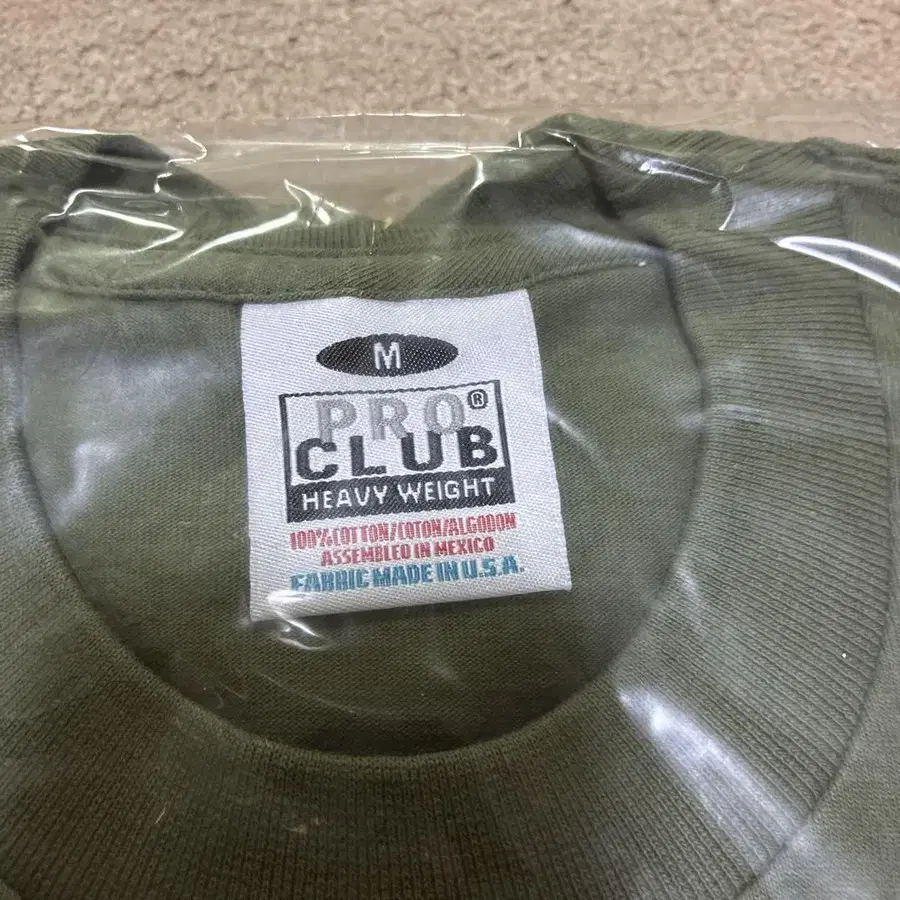 M
PRO®
CLUB
HEAVY WEIGHT
100%COTTON/COTON/ALGODON
ASSEMBLED IN MEXICO
FABRIC MADE IN U.S.A.